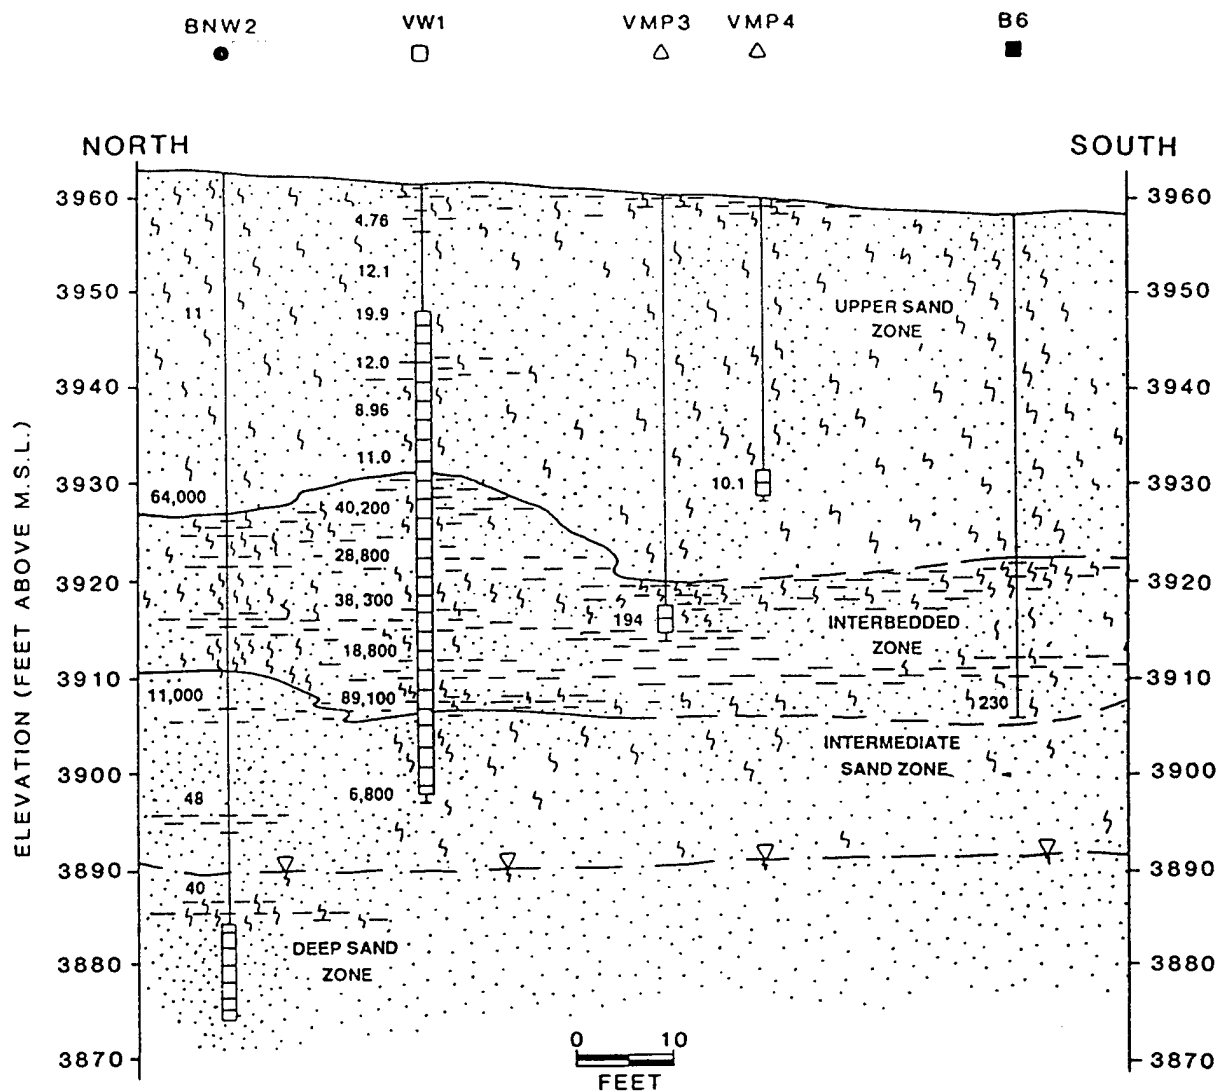 BNW2 VW1 VMP3 VMP4 B6
NORTH SOUTH
3960 3960
4.76
12.1
3950 3950
11 19.9 UPPER SAND
ZONE
12.0
3940 3940
8.96
11.0
3930 10.1 3930
64,000
40,200
28,800
3920 3920
38,300
194 INTERBEDDED
ZONE
18,800
3910 3910
11,000 89,100 230
INTERMEDIATE
SAND ZONE
3900 3900
48 6,800
3890 3890
40
DEEP SAND
ZONE
3880 3880
3870 3870
0 10
FEET
ELEVATION (FEET ABOVE M.S.L.)